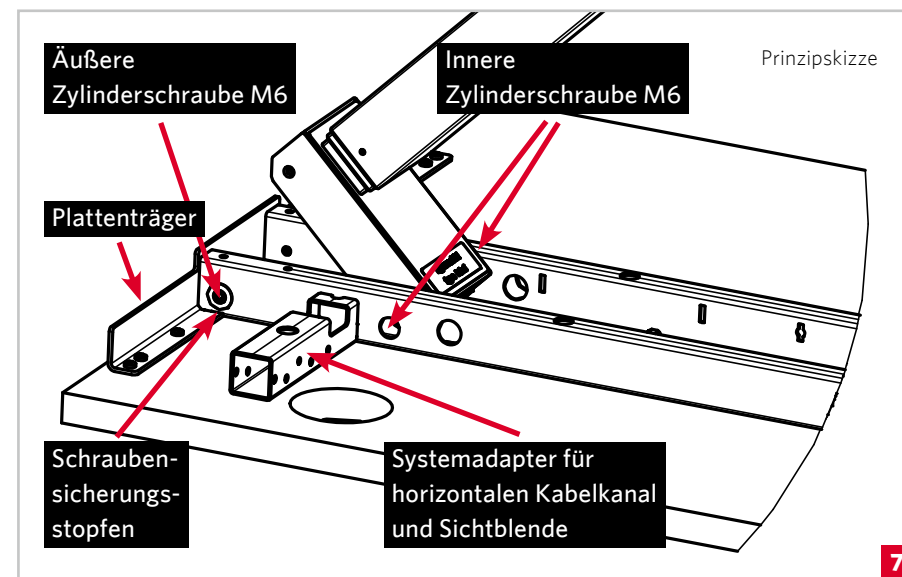 Äußere
Zylinderschraube M6
Innere
Zylinderschraube M6
Prinzipskizze
Plattenträger
Schrauben-
sicherungs-
stopfen
Systemadapter für
horizontalen Kabelkanal
und Sichtblende
7